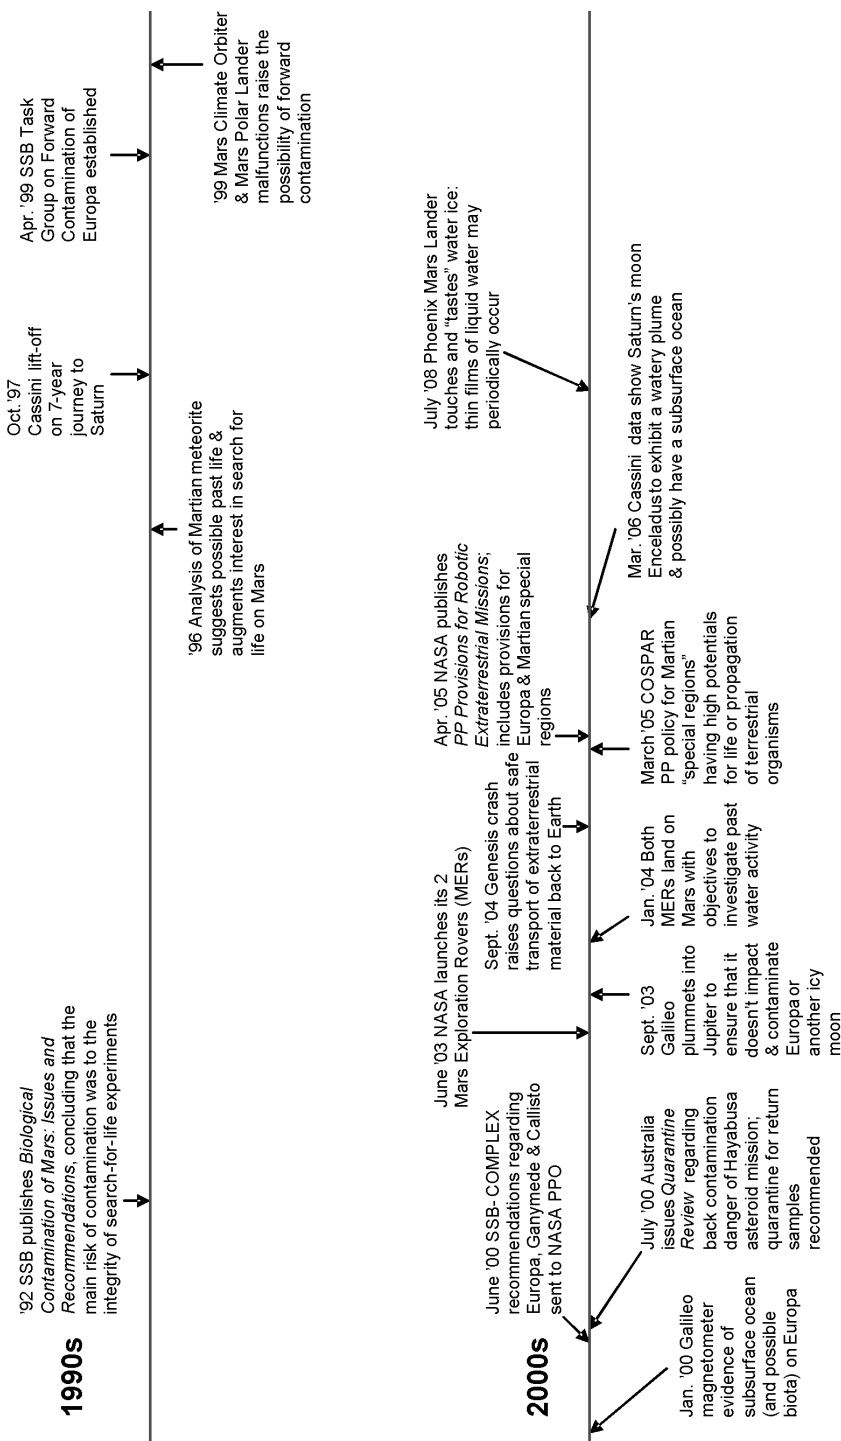 1990s
’92 SSB publishes Biological
Contamination of Mars: Issues and
Recommendations, concluding that the
main risk of contamination was to the
integrity of search-for-life experiments
’96 Analysis of Martian meteorite
suggests possible past life &
augments interest in search for
life on Mars
Oct. ’97
Cassini lift-off
on 7-year
journey to
Saturn
Apr. ’99 SSB Task
Group on Forward
Contamination of
Europa established
’99 Mars Climate Orbiter
& Mars Polar Lander
malfunctions raise the
possibility of forward
contamination
2000s
Jan. ’00 Galileo
magnetometer
evidence of
subsurface ocean
(and possible
biota) on Europa
June ’00 SSB- COMPLEX
recommendations regarding
Europa, Ganymede & Callisto
sent to NASA PPO
July ’00 Australia
issues Quarantine
Review regarding
back contamination
danger of Hayabusa
asteroid mission;
quarantine for return
samples
recommended
June ’03 NASA launches its 2
Mars Exploration Rovers (MERs)
Sept. ’03
Galileo
plummets into
Jupiter to
ensure that it
doesn’t impact
& contaminate
Europa or
another icy
moon
Jan. ’04 Both
MERs land on
Mars with
objectives to
investigate past
water activity
Sept. ’04 Genesis crash
raises questions about safe
transport of extraterrestrial
material back to Earth
March ’05 COSPAR
PP policy for Martian
“special regions”
having high potentials
for life or propagation
of terrestrial
organisms
Apr. ’05 NASA publishes
PP Provisions for Robotic
Extraterrestrial Missions;
includes provisions for
Europa & Martian special
regions
Mar. ’06 Cassini data show Saturn’s moon
Enceladus to exhibit a watery plume
& possibly have a subsurface ocean
July ’08 Phoenix Mars Lander
touches and “tastes” water ice:
thin films of liquid water may
periodically occur